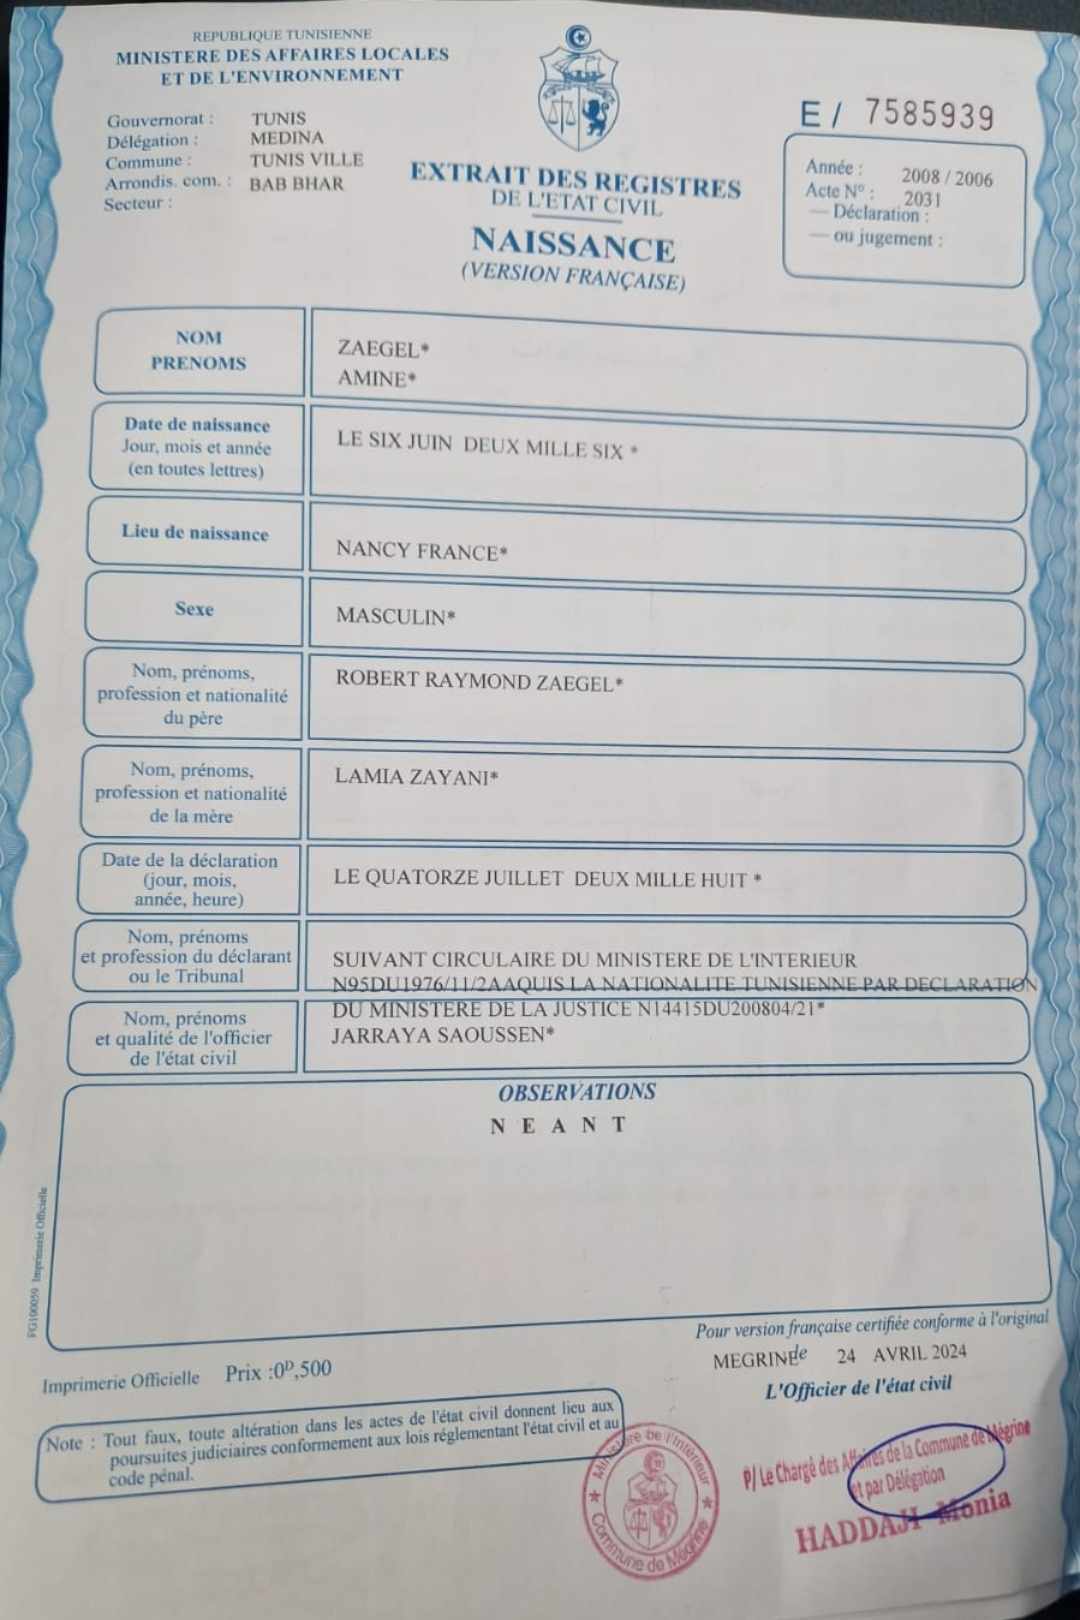 REPUBLIQUE TUNISIENNE
MINISTERE DES AFFAIRES LOCALES
ET DE L'ENVIRONNEMENT
Gouvernorat : TUNIS
Délégation : MEDINA
Commune : TUNIS VILLE
Arrondis. com. : BAB BHAR
Secteur :
EXTRAIT DES REGISTRES
DE L'ETAT CIVIL
NAISSANCE
(VERSION FRANÇAISE)
E / 7585939
Année : 2008 / 2006
Acte N° : 2031
— Déclaration :
— ou jugement :
NOM
PRENOMS
ZAEGEL*
AMINE*
Date de naissance
Jour, mois et année
(en toutes lettres)
LE SIX JUIN DEUX MILLE SIX *
Lieu de naissance
NANCY FRANCE*
Sexe
MASCULIN*
Nom, prénoms,
profession et nationalité
du père
ROBERT RAYMOND ZAEGEL*
Nom, prénoms,
profession et nationalité
de la mère
LAMIA ZAYANI*
Date de la déclaration
(jour, mois,
année, heure)
LE QUATORZE JUILLET DEUX MILLE HUIT *
Nom, prénoms
et profession du déclarant
ou le Tribunal
SUIVANT CIRCULAIRE DU MINISTERE DE L'INTERIEUR
N95DU1976/11/2AAQUIS LA NATIONALITE TUNISIENNE PAR DECLARATION
DU MINISTERE DE LA JUSTICE N14415DU200804/21*
Nom, prénoms
et qualité de l'officier
de l'état civil
JARRAYA SAOUSSEN*
OBSERVATIONS
N E A N T
FG100059 Imprimerie Officielle
Pour version française certifiée conforme à l'original
MEGRINE le 24 AVRIL 2024
L'Officier de l'état civil
Imprimerie Officielle Prix :0D,500
Note : Tout faux, toute altération dans les actes de l'état civil donnent lieu aux
poursuites judiciaires conformement aux lois réglementant l'état civil et au
code pénal.
Ministère de l'Intérieur
Commune de Mégrine
P/ Le Chargé des Affaires de la Commune de Mégrine
et par Délégation
HADDAJI Monia